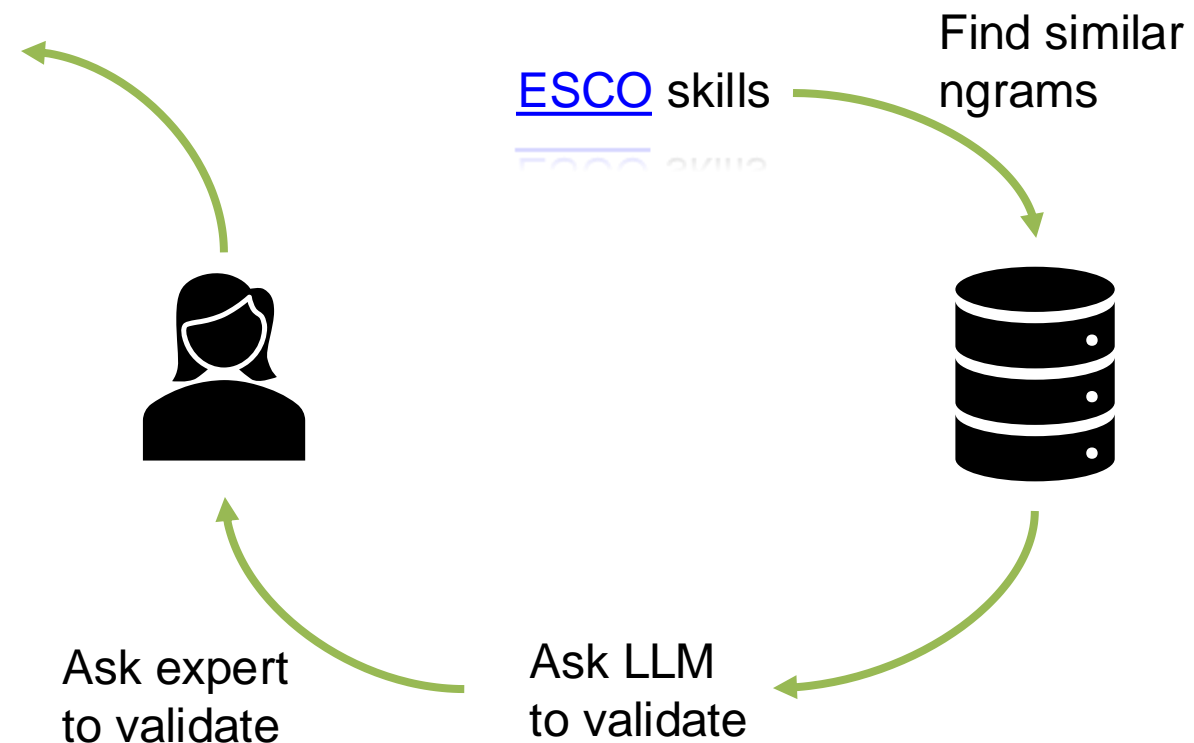 ESCO skills
Find similar
ngrams
Ask LLM
to validate
Ask expert
to validate